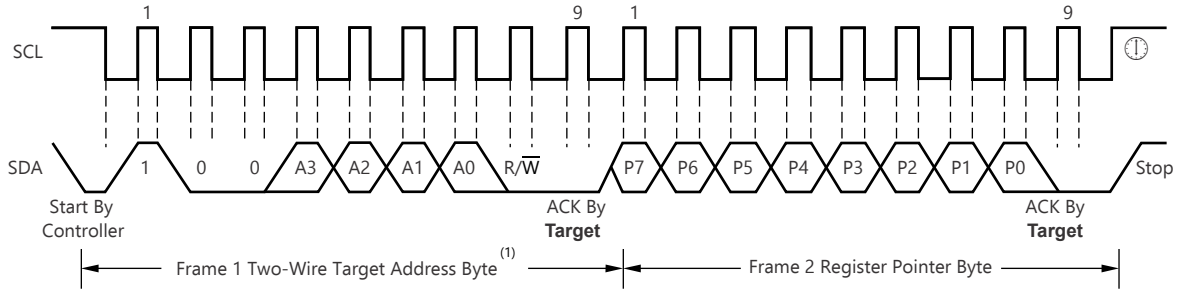 1 9 1 9
SCL
SDA 1 0 0 A3 A2 A1 A0 R/W̅ P7 P6 P5 P4 P3 P2 P1 P0 Stop
Start By
Controller
ACK By
Target
ACK By
Target
Frame 1 Two-Wire Target Address Byte (1)
Frame 2 Register Pointer Byte